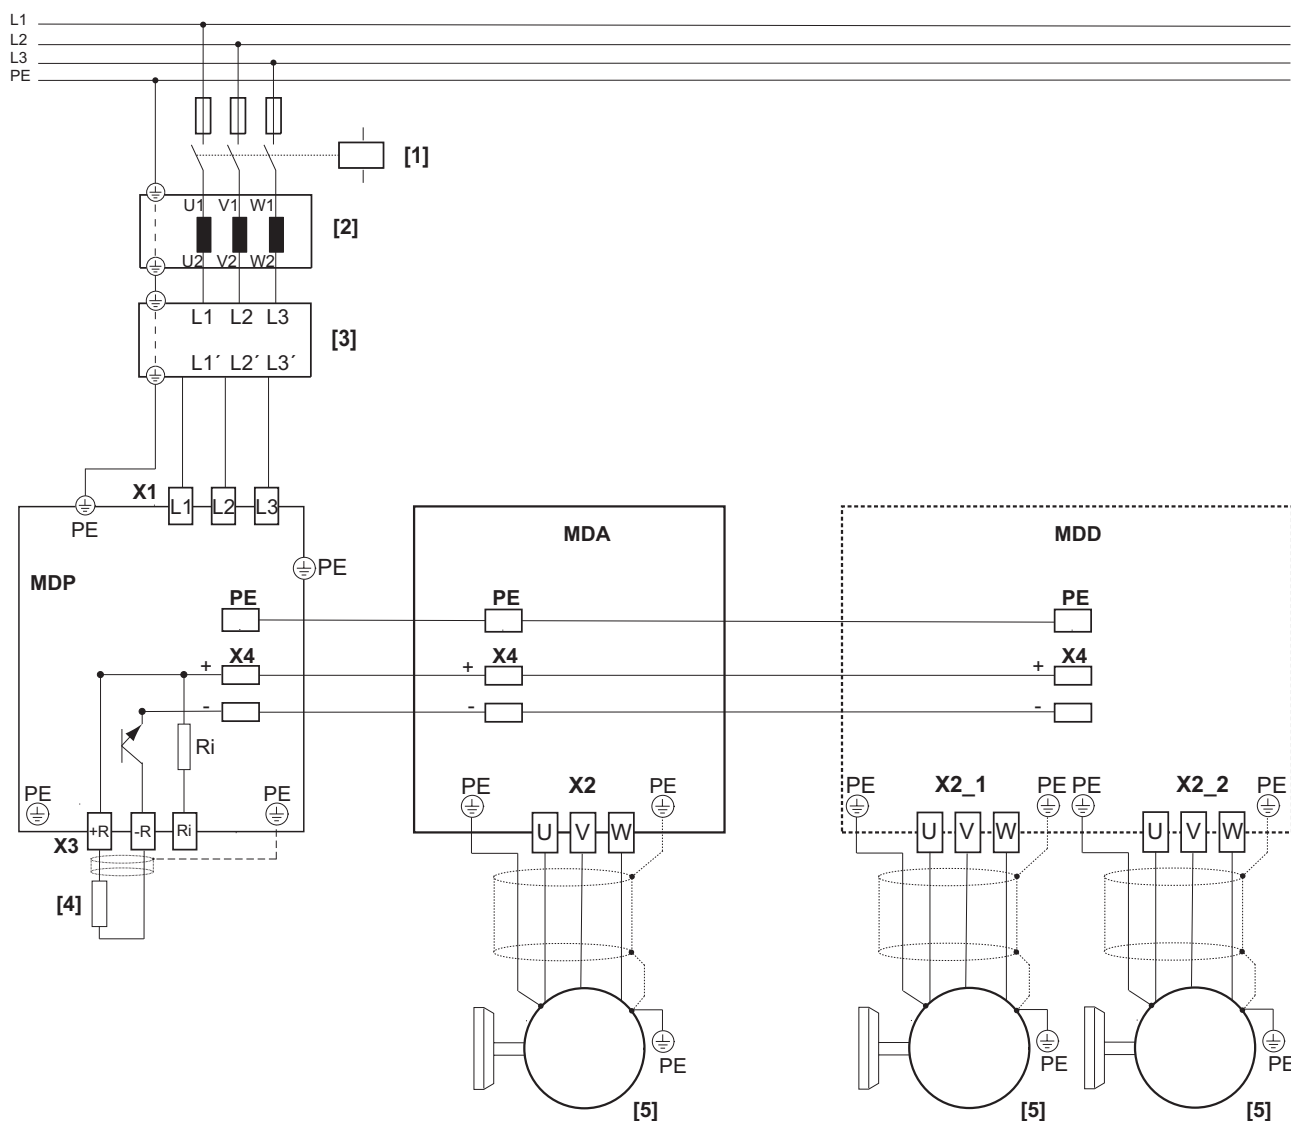 L1
L2
L3
PE
[1]
U1 V1 W1
[2]
U2 V2 W2
L1 L2 L3
[3]
L1´ L2´ L3´
X1 L1 L2 L3
PE
MDP
PE
PE
X4
+
-
Ri
PE
PE
+R -R Ri
X3
[4]
MDA
PE
X4
+
-
X2
PE
PE
U V W
PE
[5]
MDD
PE
X4
+
-
X2_1
PE
PE
U V W
PE
[5]
X2_2
PE
PE
U V W
PE
[5]